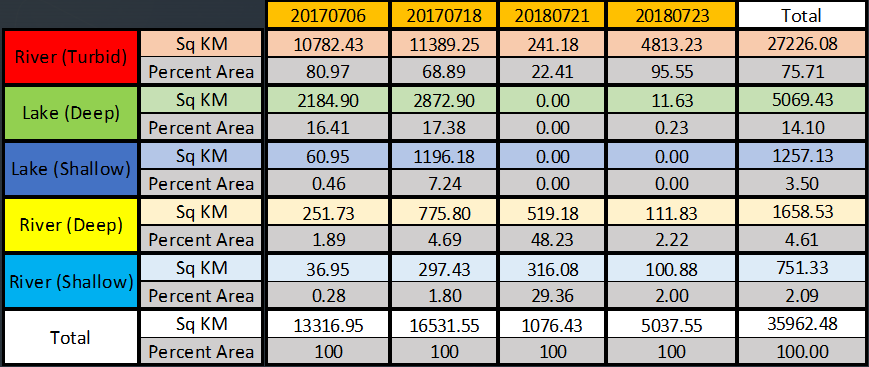 20170706 20170718 20180721 20180723 Total
River (Turbid) Sq KM 10782.43 11389.25 241.18 4813.23 27226.08
Percent Area 80.97 68.89 22.41 95.55 75.71
Lake (Deep) Sq KM 2184.90 2872.90 0.00 11.63 5069.43
Percent Area 16.41 17.38 0.00 0.23 14.10
Lake (Shallow) Sq KM 60.95 1196.18 0.00 0.00 1257.13
Percent Area 0.46 7.24 0.00 0.00 3.50
River (Deep) Sq KM 251.73 775.80 519.18 111.83 1658.53
Percent Area 1.89 4.69 48.23 2.22 4.61
River (Shallow) Sq KM 36.95 297.43 316.08 100.88 751.33
Percent Area 0.28 1.80 29.36 2.00 2.09
Total Sq KM 13316.95 16531.55 1076.43 5037.55 35962.48
Percent Area 100 100 100 100 100.00